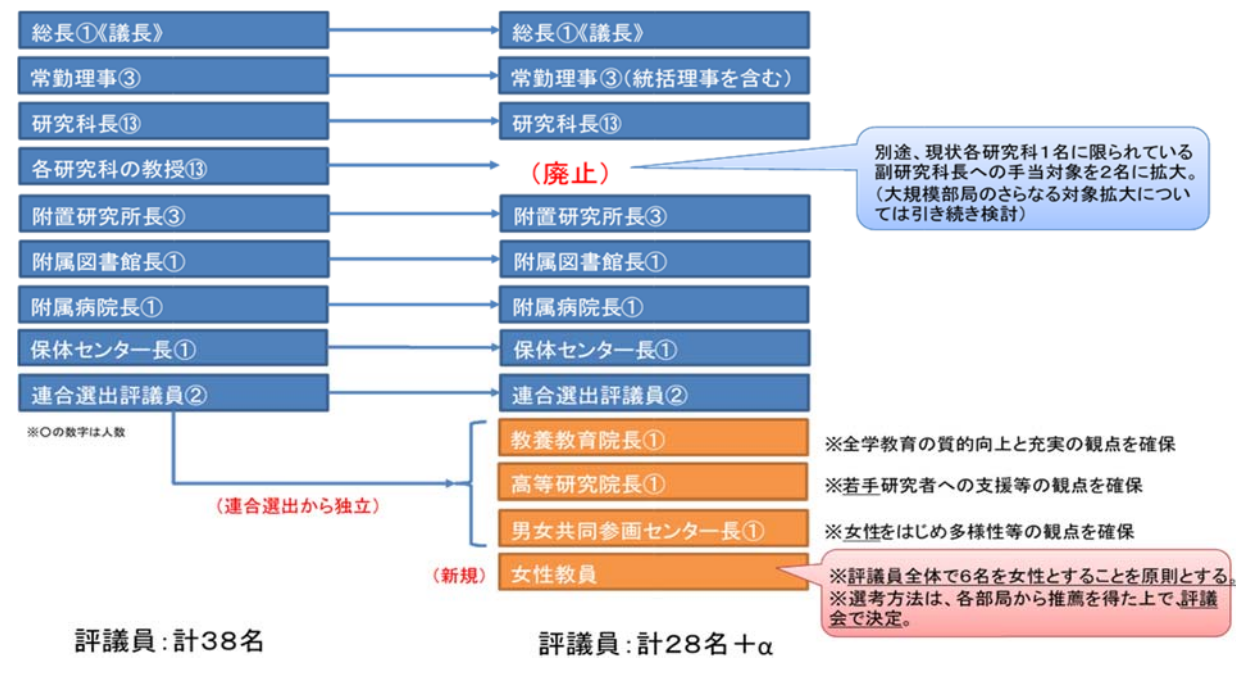 総長①《議長》
常勤理事③
研究科長⑬
各研究科の教授⑬
附置研究所長③
附属図書館長①
附属病院長①
保体センター長①
連合選出評議員②
※〇の数字は人数
総長①《議長》
常勤理事③(統括理事を含む)
研究科長⑬
(廃止)
附置研究所長③
附属図書館長①
附属病院長①
保体センター長①
連合選出評議員②
教養教育院長①
高等研究院長①
男女共同参画センター長①
女性教員
(連合選出から独立)
(新規)
別途、現状各研究科1名に限られている
副研究科長への手当対象を2名に拡大。
(大規模部局のさらなる対象拡大につい
ては引き続き検討)
※全学教育の質的向上と充実の観点を確保
※若手研究者への支援等の観点を確保
※女性をはじめ多様性等の観点を確保
※評議員全体で6名を女性とすることを原則とする。
※選考方法は、各部局から推薦を得た上で、評議
会で決定。
評議員:計38名
評議員:計28名+α